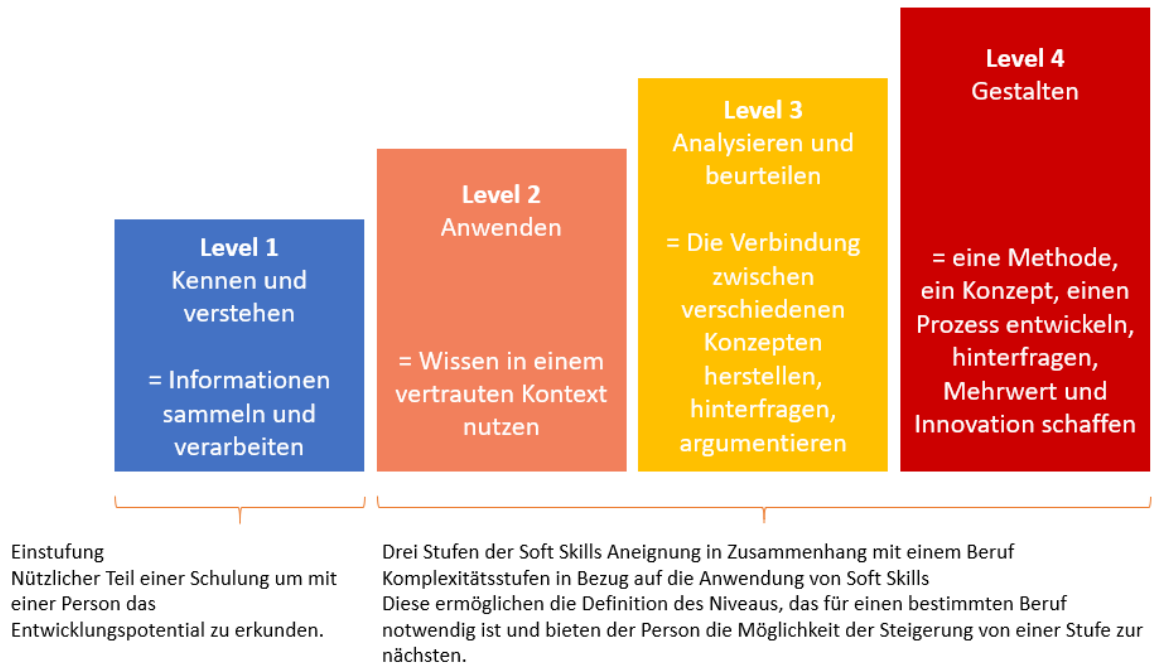 Level 1
Kennen und
verstehen
= Informationen
sammeln und
verarbeiten
Level 2
Anwenden
= Wissen in einem
vertrauten Kontext
nutzen
Level 3
Analysieren und
beurteilen
= Die Verbindung
zwischen
verschiedenen
Konzepten
herstellen,
hinterfragen,
argumentieren
Level 4
Gestalten
= eine Methode,
ein Konzept, einen
Prozess entwickeln,
hinterfragen,
Mehrwert und
Innovation schaffen
Einstufung
Nützlicher Teil einer Schulung um mit
einer Person das
Entwicklungspotential zu erkunden.
Drei Stufen der Soft Skills Aneignung in Zusammenhang mit einem Beruf
Komplexitätsstufen in Bezug auf die Anwendung von Soft Skills
Diese ermöglichen die Definition des Niveaus, das für einen bestimmten Beruf
notwendig ist und bieten der Person die Möglichkeit der Steigerung von einer Stufe zur
nächsten.